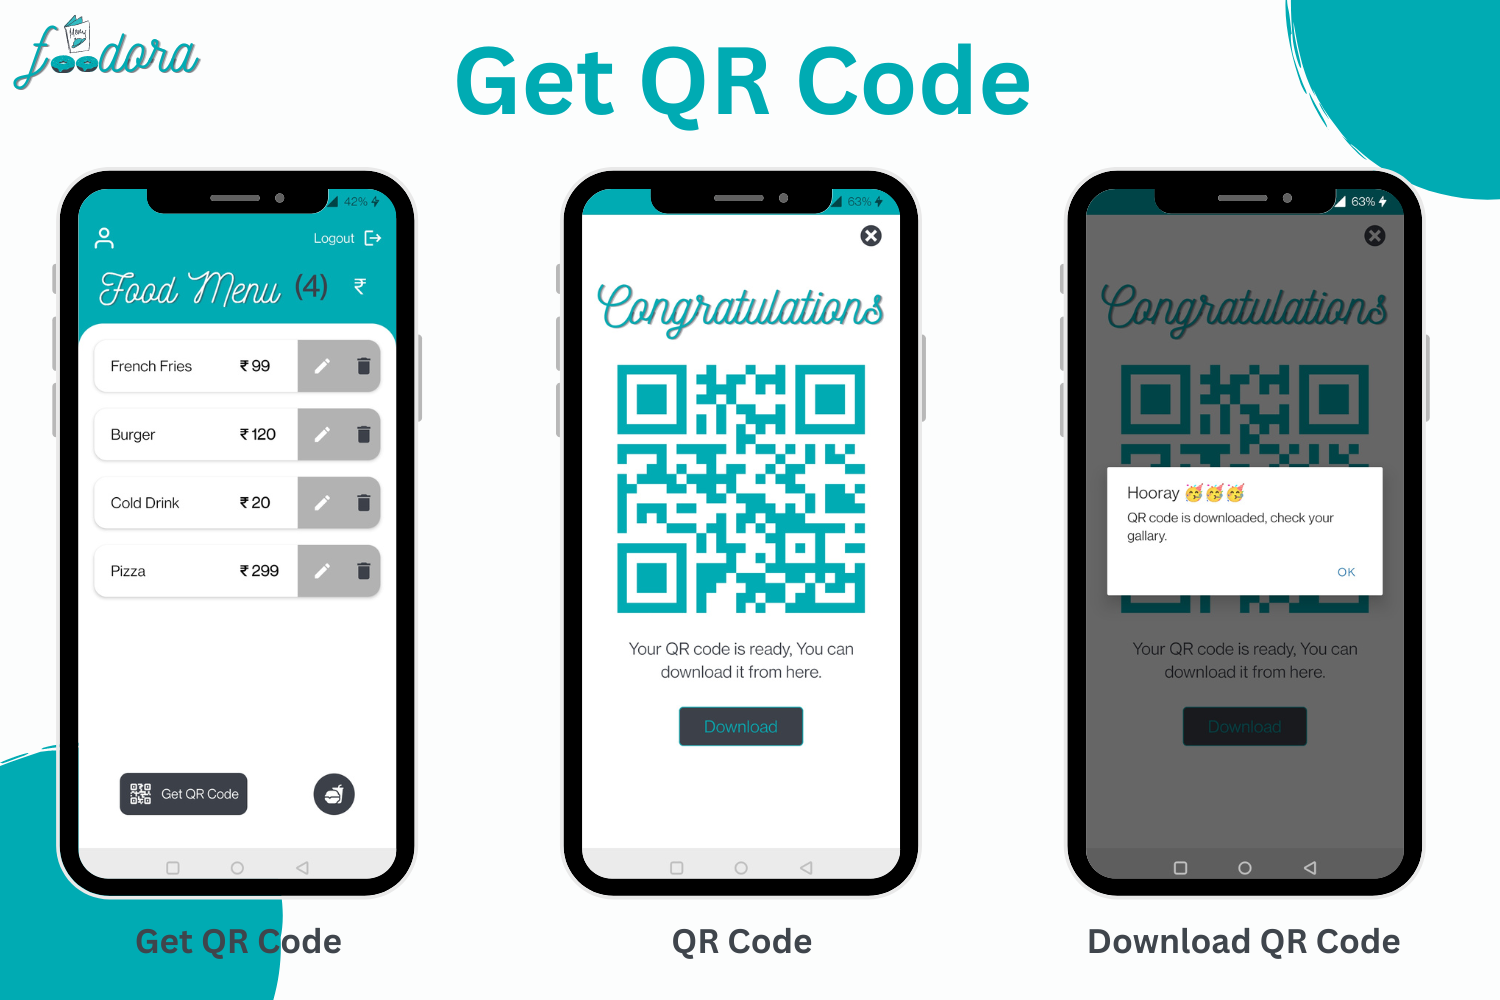 foodora
Menu
Get QR Code
42%
Logout
Food Menu (4) ₹
French Fries ₹ 99
Burger ₹ 120
Cold Drink ₹ 20
Pizza ₹ 299
Get QR Code
Get QR Code
63%
Congratulations
Your QR code is ready, You can
download it from here.
Download
QR Code
63%
Congratulations
Hooray 🥳🥳🥳
QR code is downloaded, check your
gallary.
OK
Your QR code is ready, You can
download it from here.
Download
Download QR Code